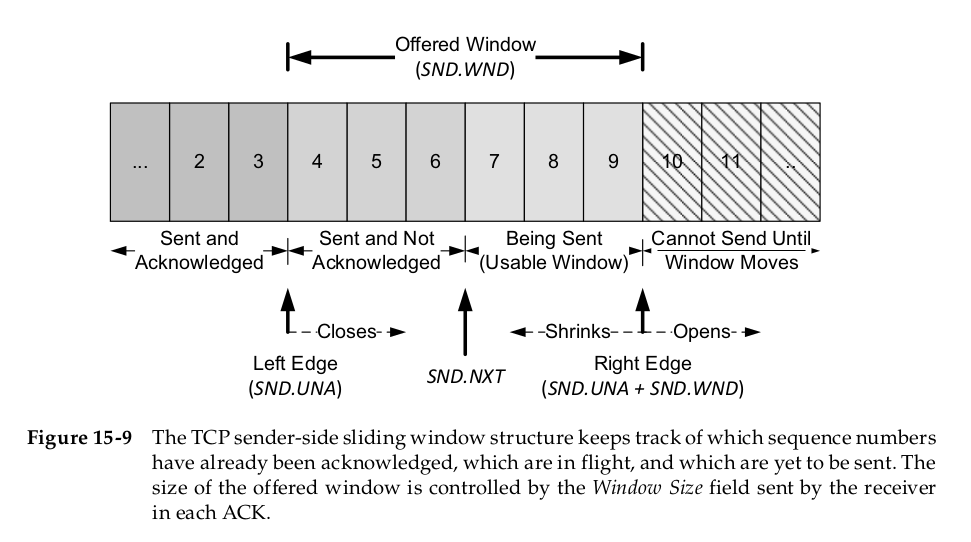 Offered Window
(SND.WND)
... 2 3 4 5 6 7 8 9 10 11 ..
Sent and Acknowledged
Sent and Not Acknowledged
Being Sent (Usable Window)
Cannot Send Until Window Moves
Closes
Shrinks
Opens
Left Edge
(SND.UNA)
SND.NXT
Right Edge
(SND.UNA + SND.WND)
Figure 15-9 The TCP sender-side sliding window structure keeps track of which sequence numbers
have already been acknowledged, which are in flight, and which are yet to be sent. The
size of the offered window is controlled by the Window Size field sent by the receiver
in each ACK.